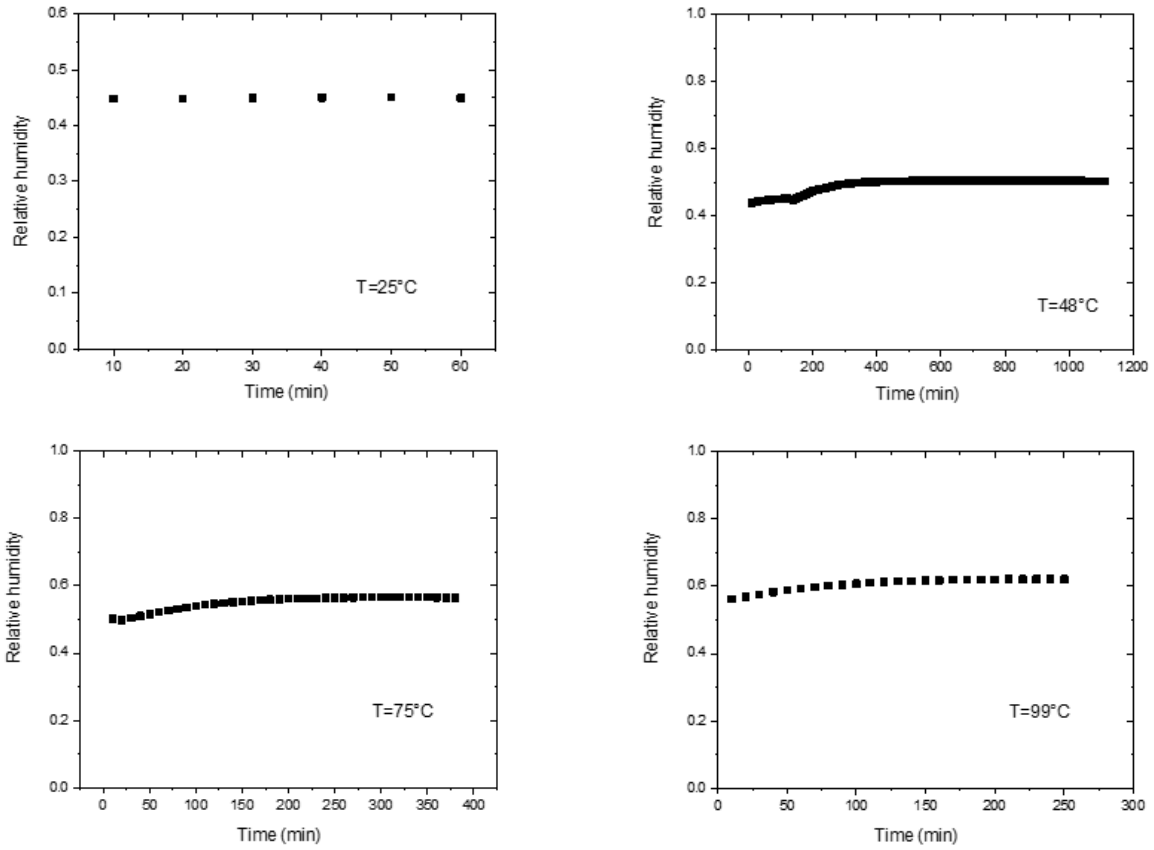 0.6
0.5
0.4
0.3
0.2
0.1
0.0
Relative humidity
T=25°C
10 20 30 40 50 60
Time (min)
1.0
0.8
0.6
0.4
0.2
0.0
Relative humidity
T=48°C
0 200 400 600 800 1000 1200
Time (min)
1.0
0.8
0.6
0.4
0.2
0.0
Relative humidity
T=75°C
0 50 100 150 200 250 300 350 400
Time (min)
1.0
0.8
0.6
0.4
0.2
0.0
Relative humidity
T=99°C
0 50 100 150 200 250 300
Time (min)